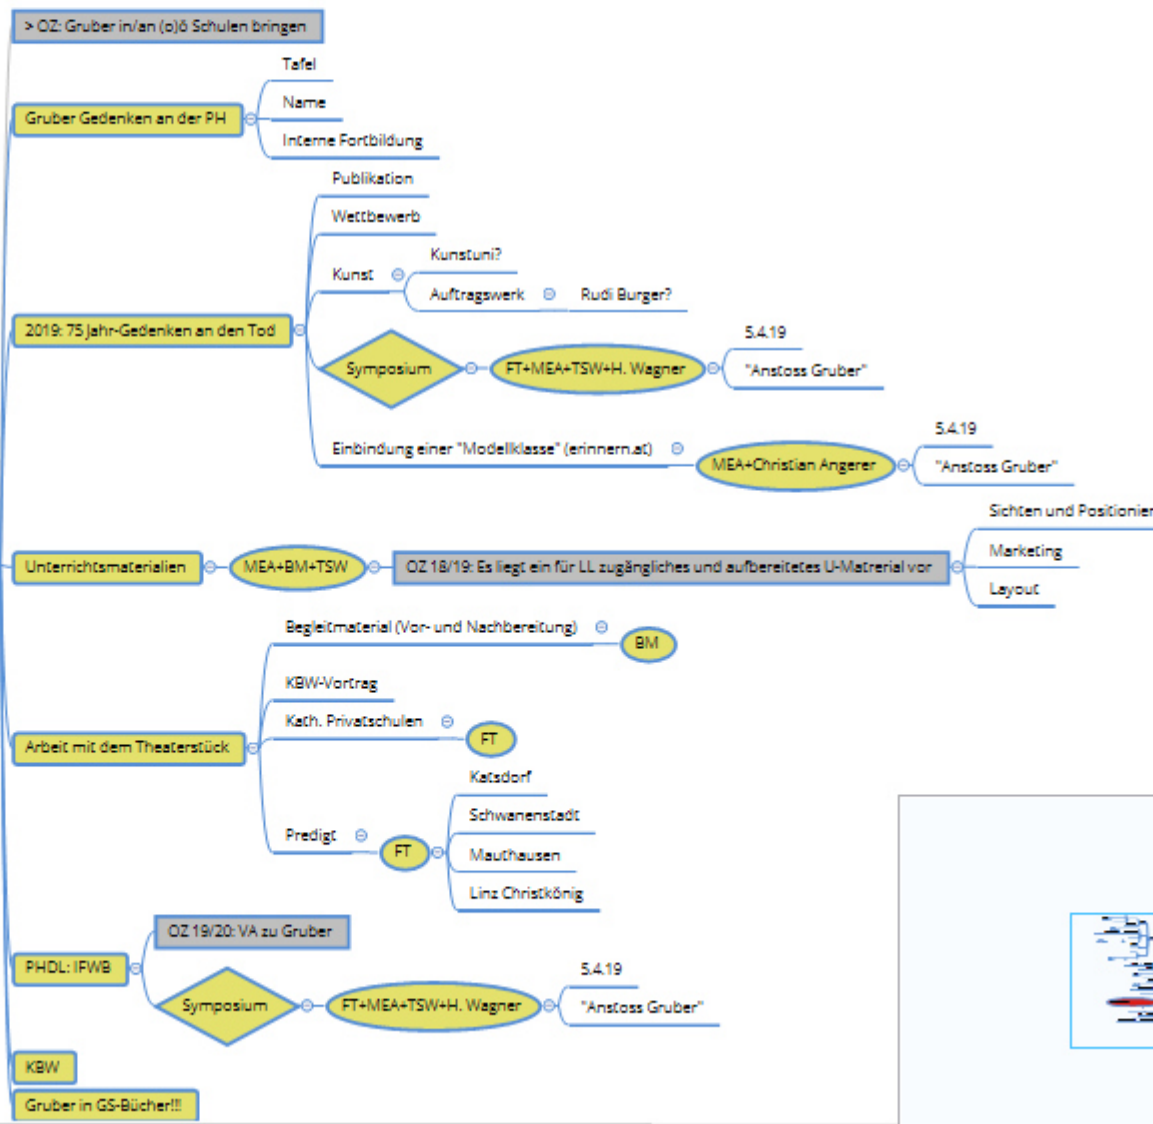 > OZ: Gruber in/an (o)ö Schulen bringen
Gruber Gedenken an der PH
Tafel
Name
Interne Fortbildung
2019: 75 Jahr-Gedenken an den Tod
Publikation
Wettbewerb
Kunst
Kunstuni?
Auftragswerk
Rudi Burger?
Symposium
FT+MEA+TSW+H. Wagner
5.4.19
"Anstoss Gruber"
Einbindung einer "Modellklasse" (erinnern.at)
MEA+Christian Angerer
5.4.19
"Anstoss Gruber"
Unterrichtsmaterialien
MEA+BM+TSW
OZ 18/19: Es liegt ein für LL zugängliches und aufbereitetes U-Matrerial vor
Sichten und Positionier
Marketing
Layout
Arbeit mit dem Theaterstück
Begleitmaterial (Vor- und Nachbereitung)
BM
KBW-Vortrag
Kath. Privatschulen
FT
Predigt
FT
Katsdorf
Schwanenstadt
Mauthausen
Linz Christkönig
PHDL: IFWB
OZ 19/20: VA zu Gruber
Symposium
FT+MEA+TSW+H. Wagner
5.4.19
"Anstoss Gruber"
KBW
Gruber in GS-Bücher!!!